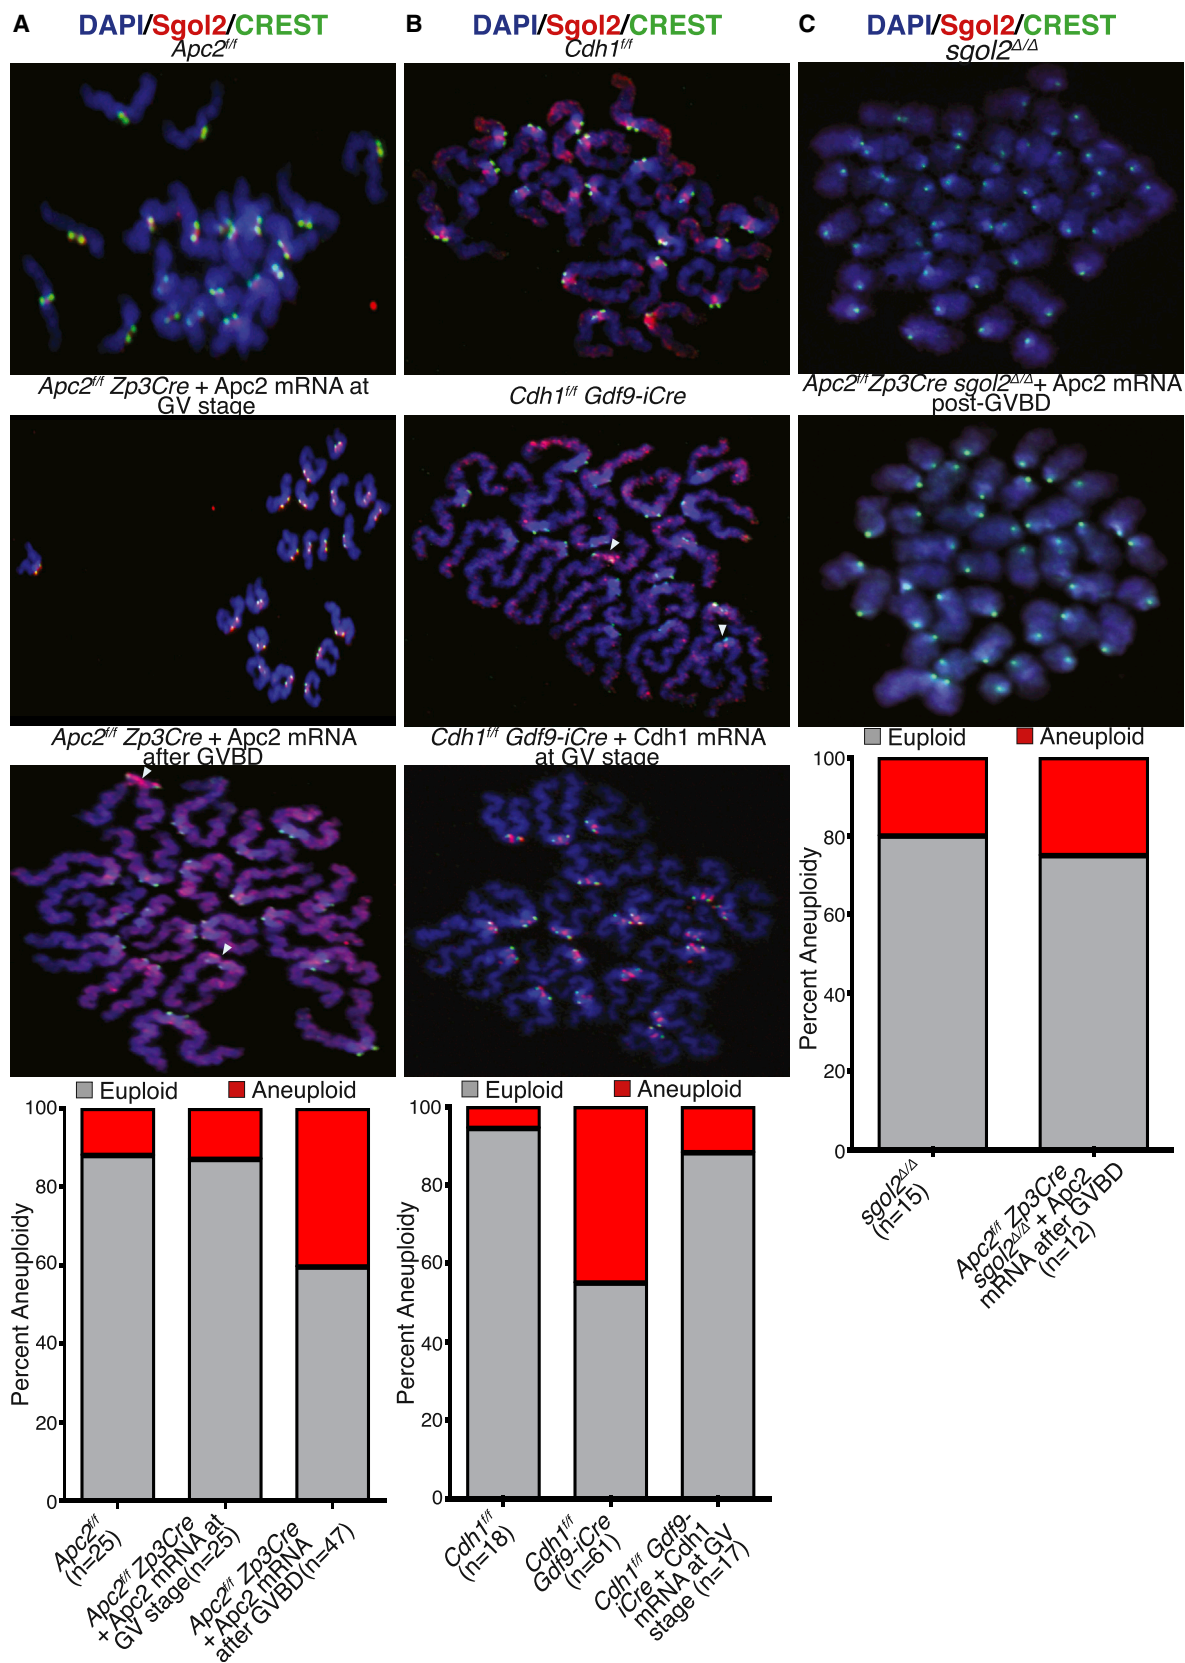 A DAPI/Sgol2/CREST
Apc2f/f
Apc2f/f Zp3Cre + Apc2 mRNA at
GV stage
Apc2f/f Zp3Cre + Apc2 mRNA
after GVBD
Euploid Aneuploid
100
80
60
40
20
0
Percent Aneuploidy
Apc2f/f
(n=25)
Apc2f/f Zp3Cre
+ Apc2 mRNA at
GV stage(n=25)
Apc2f/f Zp3Cre
+ Apc2 mRNA
after GVBD(n=47)
B DAPI/Sgol2/CREST
Cdh1f/f
Cdh1f/f Gdf9-iCre
Cdh1f/f Gdf9-iCre + Cdh1 mRNA
at GV stage
Euploid Aneuploid
100
80
60
40
20
0
Percent Aneuploidy
Cdh1f/f
(n=18)
Cdh1f/f
Gdf9-iCre
(n=61)
Cdh1f/f Gdf9-
iCre + Cdh1
mRNA at GV
stage (n=17)
C DAPI/Sgol2/CREST
sgol2Δ/Δ
Apc2f/f Zp3Cre sgol2Δ/Δ+ Apc2 mRNA
post-GVBD
Euploid Aneuploid
100
80
60
40
20
0
Percent Aneuploidy
sgol2Δ/Δ
(n=15)
Apc2f/f Zp3Cre
sgol2Δ/Δ + Apc2
mRNA after GVBD
(n=12)